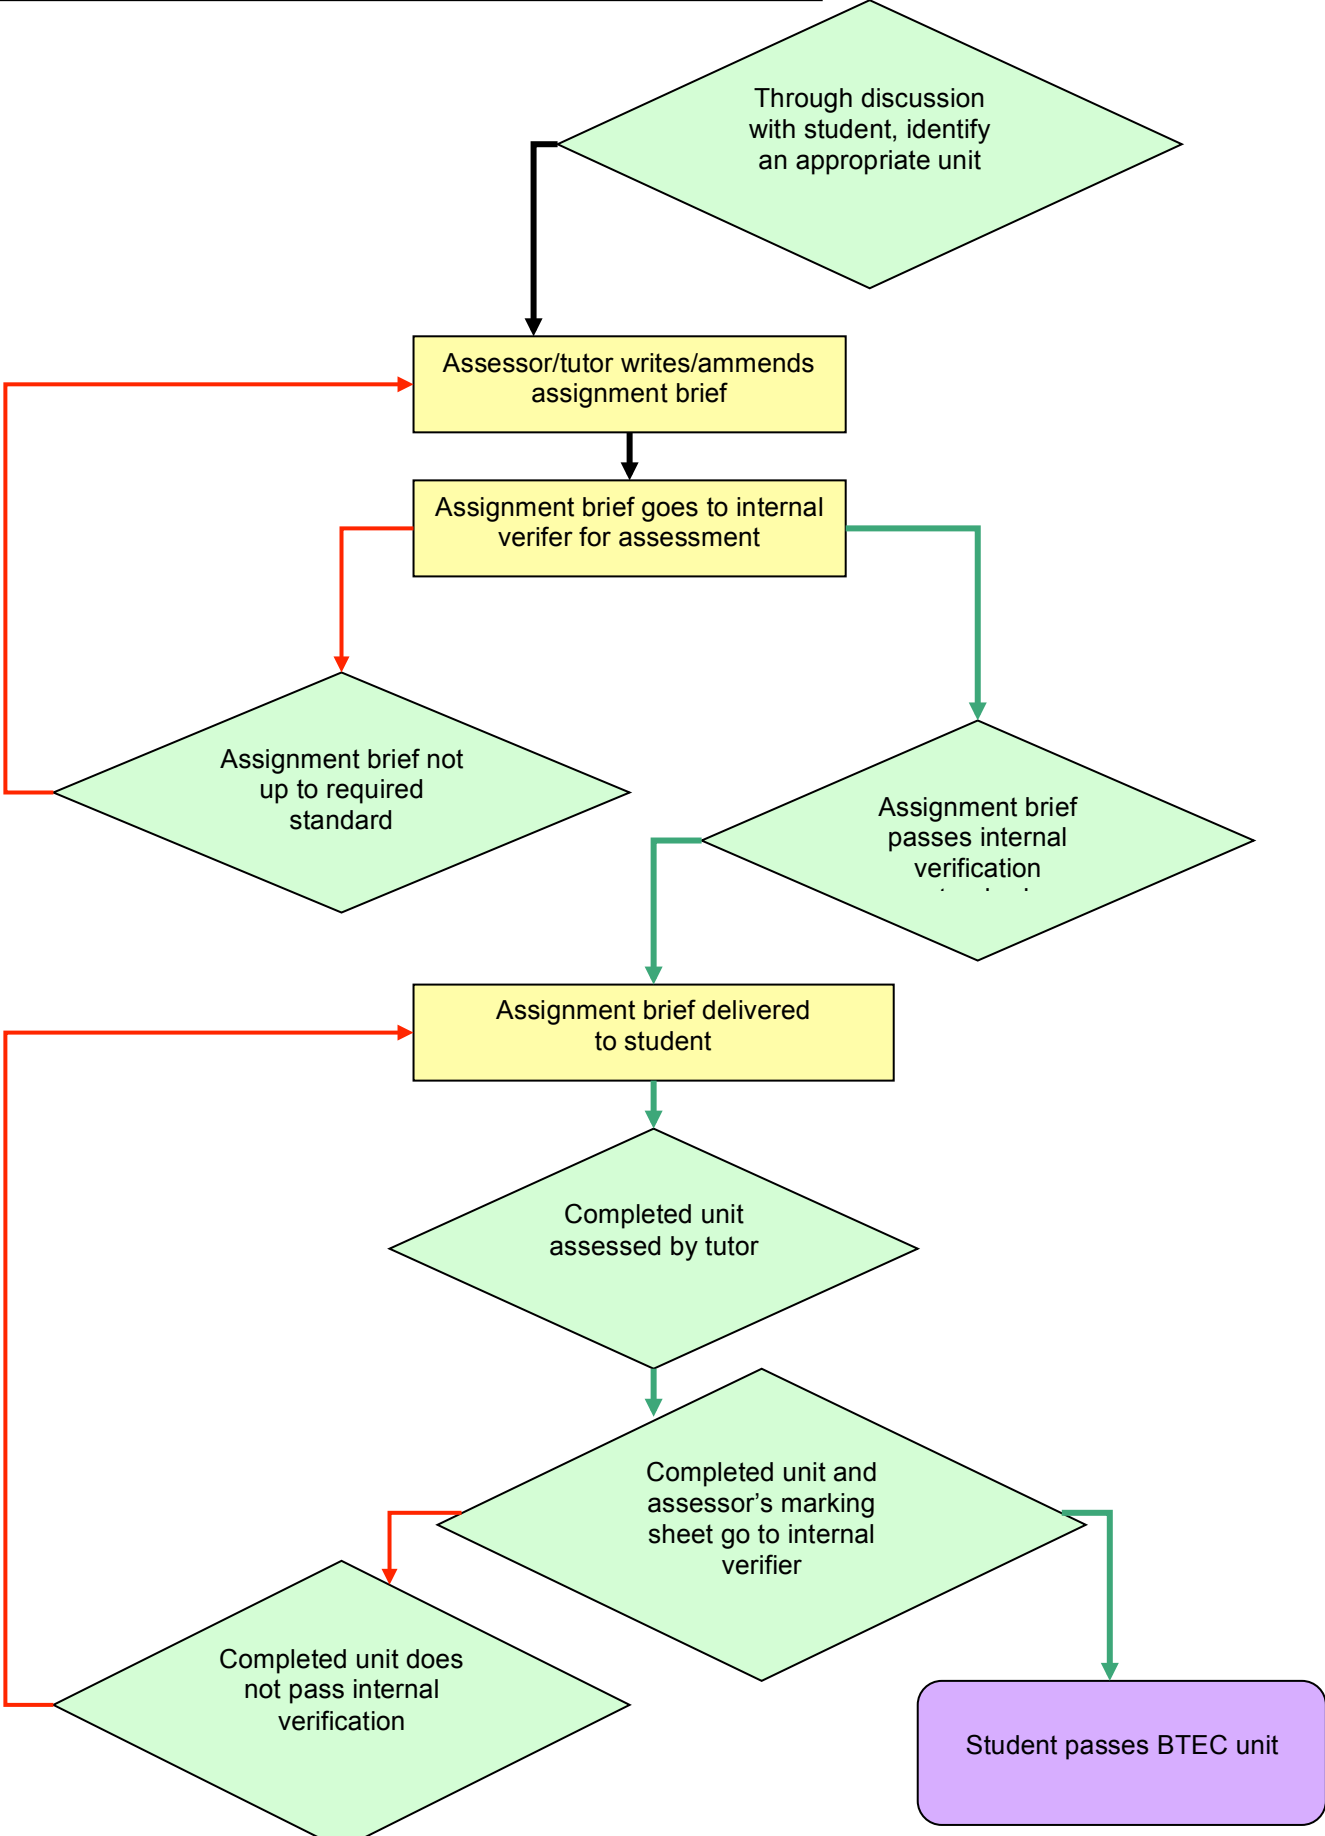 Through discussion
with student, identify
an appropriate unit
Assessor/tutor writes/ammends
assignment brief
Assignment brief goes to internal
verifer for assessment
Assignment brief not
up to required
standard
Assignment brief
passes internal
verification
Assignment brief delivered
to student
Completed unit
assessed by tutor
Completed unit and
assessor’s marking
sheet go to internal
verifier
Completed unit does
not pass internal
verification
Student passes BTEC unit